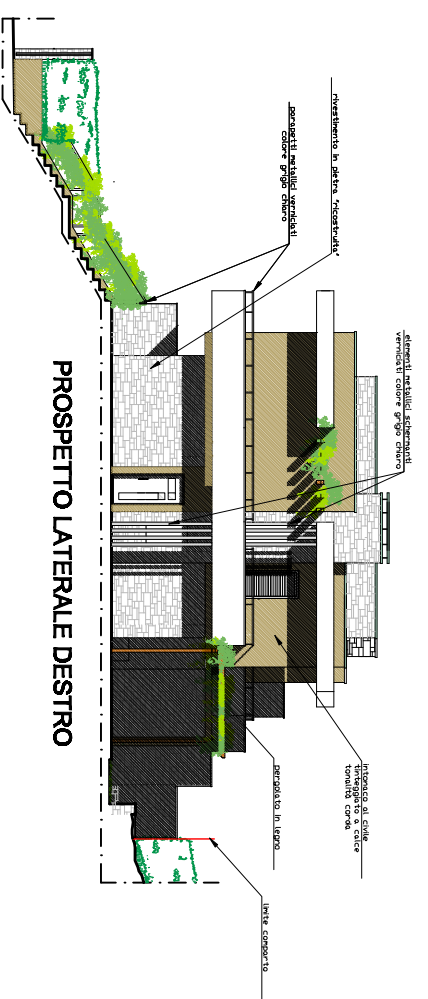 rivestimento in pietra "ricostruita"
parapetti metallici verniciati
colore grigio chiaro
elementi metallici schermanti
verniciati colore grigio chiaro
intonaco al civile
tinteggiato a calce
tonalità corda
pergolato in legno
limite comparto
PROSPETTO LATERALE DESTRO